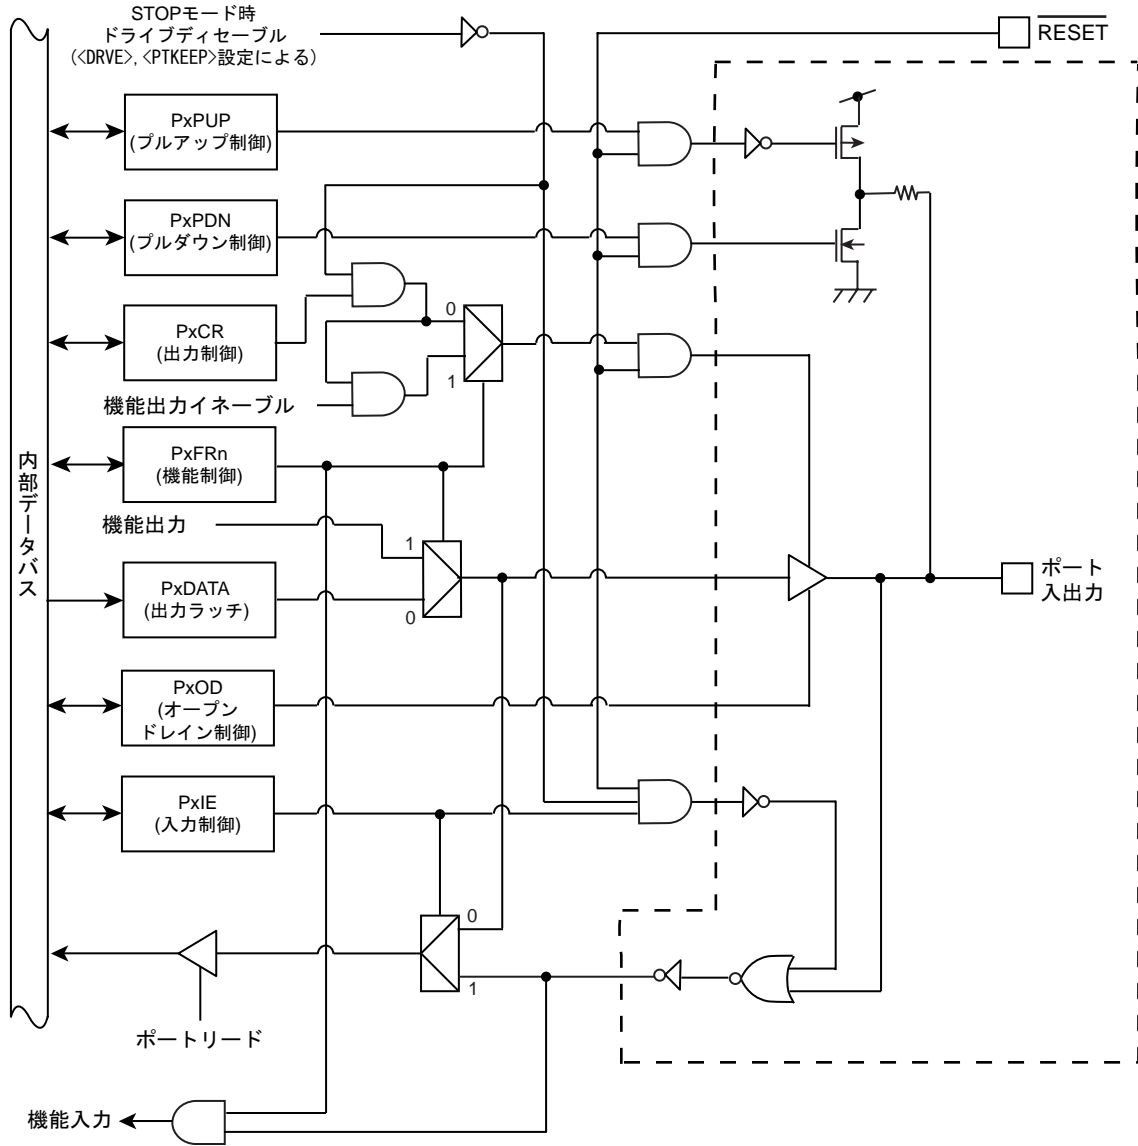 STOPモード時
ドライブディセーブル
(<DRVE>, <PTKEEP>設定による)
RESET
PxPUP
(プルアップ制御)
PxPDN
(プルダウン制御)
PxCR
(出力制御)
0
1
機能出力イネーブル
PxFRn
(機能制御)
内部データバス
機能出力
1
0
PxDATA
(出力ラッチ)
ポート
入出力
PxOD
(オープン
ドレイン制御)
PxIE
(入力制御)
0
1
ポートリード
機能入力